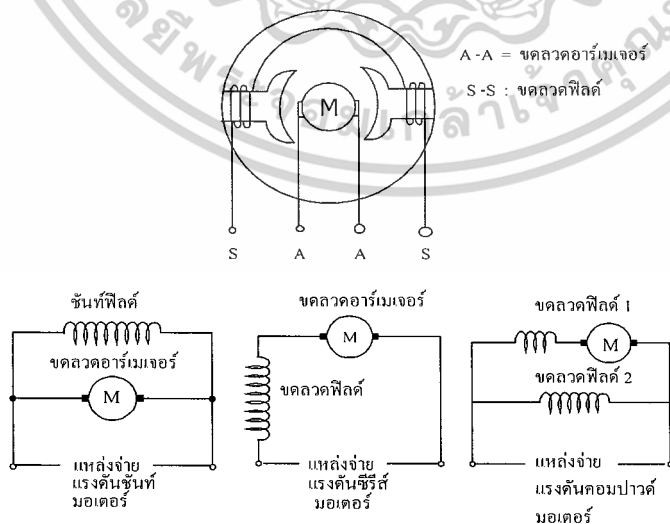 A-A = ขดลวดอาร์เมเจอร์
S-S : ขดลวดฟิลด์
M
S A A S
ชันท์ฟิลด์
ขดลวดอาร์เมเจอร์
M
แหล่งจ่าย
แรงดันชันท์
มอเตอร์
ขดลวดอาร์เมเจอร์
M
ขดลวดฟิลด์
แหล่งจ่าย
แรงดันซีรีส์
มอเตอร์
ขดลวดฟิลด์ 1
M
ขดลวดฟิลด์ 2
แหล่งจ่าย
แรงดันคอมปาวด์
มอเตอร์